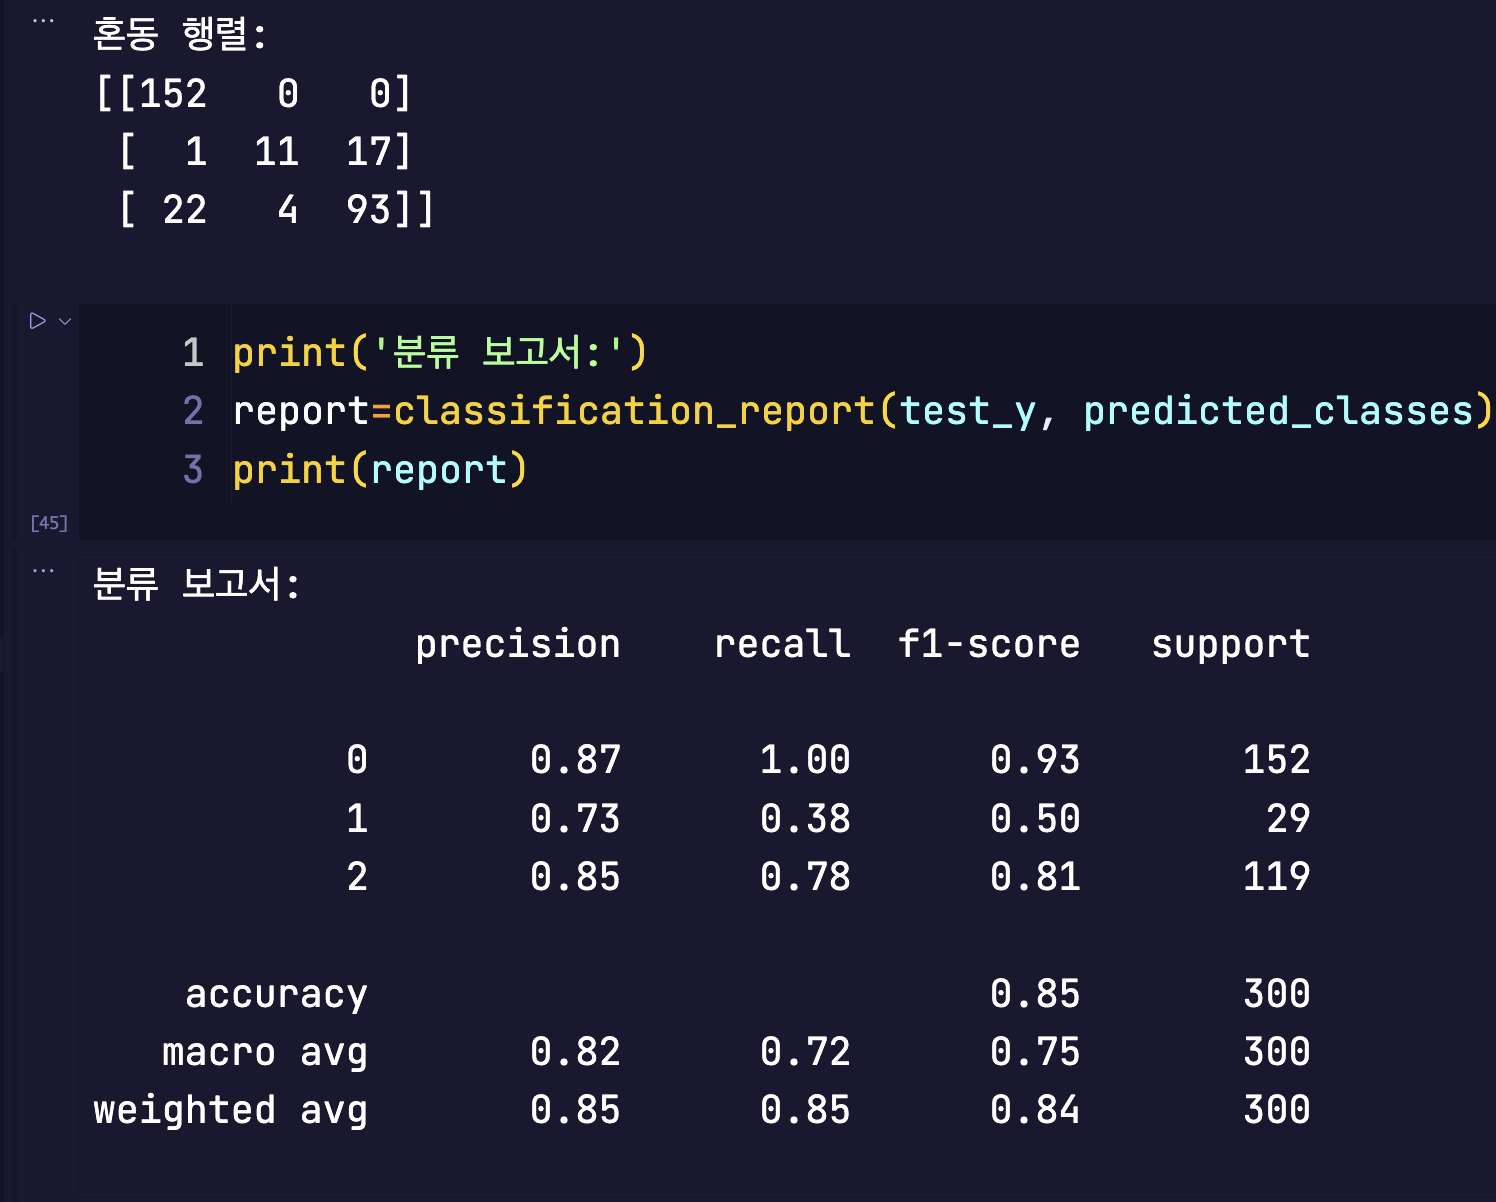 혼동 행렬:
[[152   0   0]
 [  1  11  17]
 [ 22   4  93]]
1 print('분류 보고서:')
2 report=classification_report(test_y, predicted_classes)
3 print(report)
[45]
분류 보고서:
              precision    recall  f1-score   support
           0       0.87      1.00      0.93       152
           1       0.73      0.38      0.50        29
           2       0.85      0.78      0.81       119
    accuracy                           0.85       300
   macro avg       0.82      0.72      0.75       300
weighted avg       0.85      0.85      0.84       300